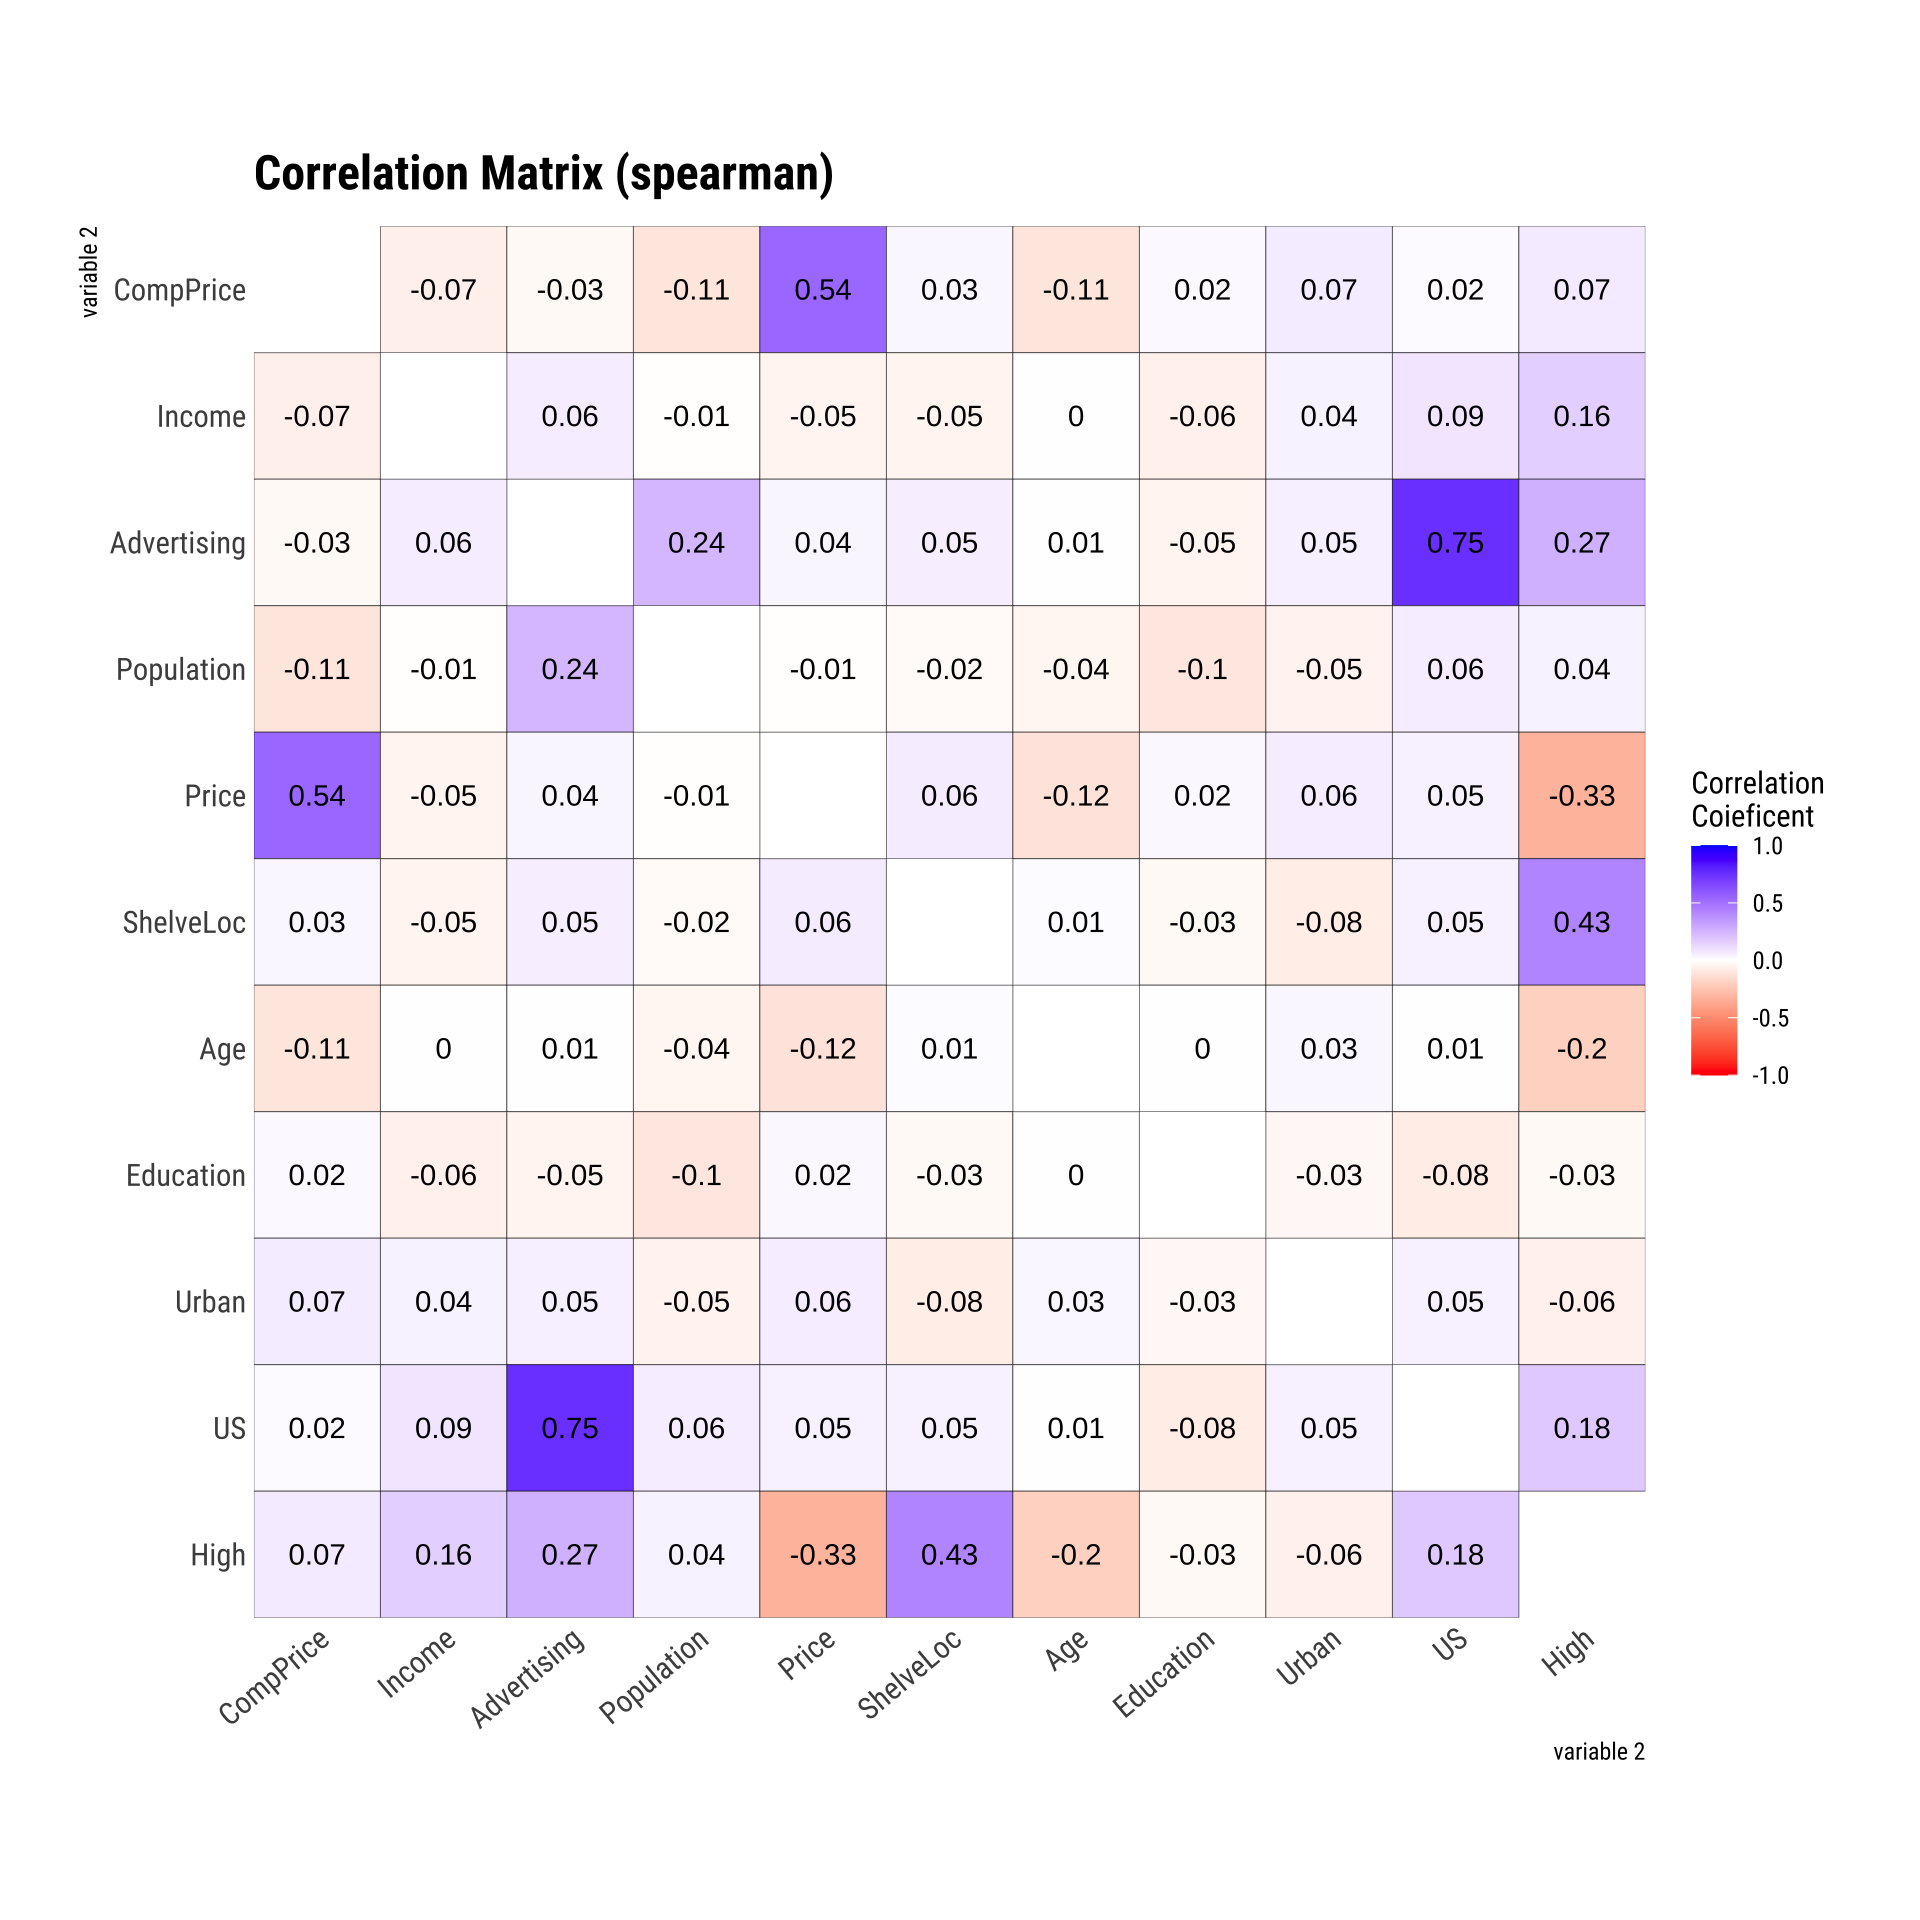 Correlation Matrix (spearman)
variable 2
CompPrice -0.07 -0.03 -0.11 0.54 0.03 -0.11 0.02 0.07 0.02 0.07
Income -0.07 0.06 -0.01 -0.05 -0.05 0 -0.06 0.04 0.09 0.16
Advertising -0.03 0.06 0.24 0.04 0.05 0.01 -0.05 0.05 0.75 0.27
Population -0.11 -0.01 0.24 -0.01 -0.02 -0.04 -0.1 -0.05 0.06 0.04
Price 0.54 -0.05 0.04 -0.01 0.06 -0.12 0.02 0.06 0.05 -0.33
ShelveLoc 0.03 -0.05 0.05 -0.02 0.06 0.01 -0.03 -0.08 0.05 0.43
Age -0.11 0 0.01 -0.04 -0.12 0.01 0 0.03 0.01 -0.2
Education 0.02 -0.06 -0.05 -0.1 0.02 -0.03 0 -0.03 -0.08 -0.03
Urban 0.07 0.04 0.05 -0.05 0.06 -0.08 0.03 -0.03 0.05 -0.06
US 0.02 0.09 0.75 0.06 0.05 0.05 0.01 -0.08 0.05 0.18
High 0.07 0.16 0.27 0.04 -0.33 0.43 -0.2 -0.03 -0.06 0.18
CompPrice Income Advertising Population Price ShelveLoc Age Education Urban US High
variable 2
Correlation
Coieficent
1.0
0.5
0.0
-0.5
-1.0